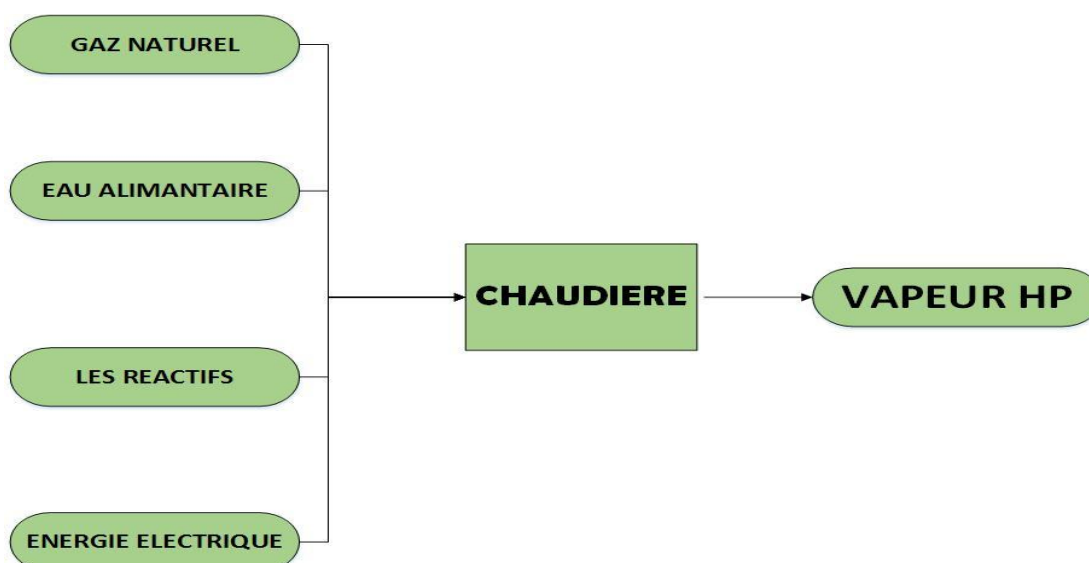 GAZ NATUREL
EAU ALIMANTAIRE
LES REACTIFS
ENERGIE ELECTRIQUE
CHAUDIERE
VAPEUR HP